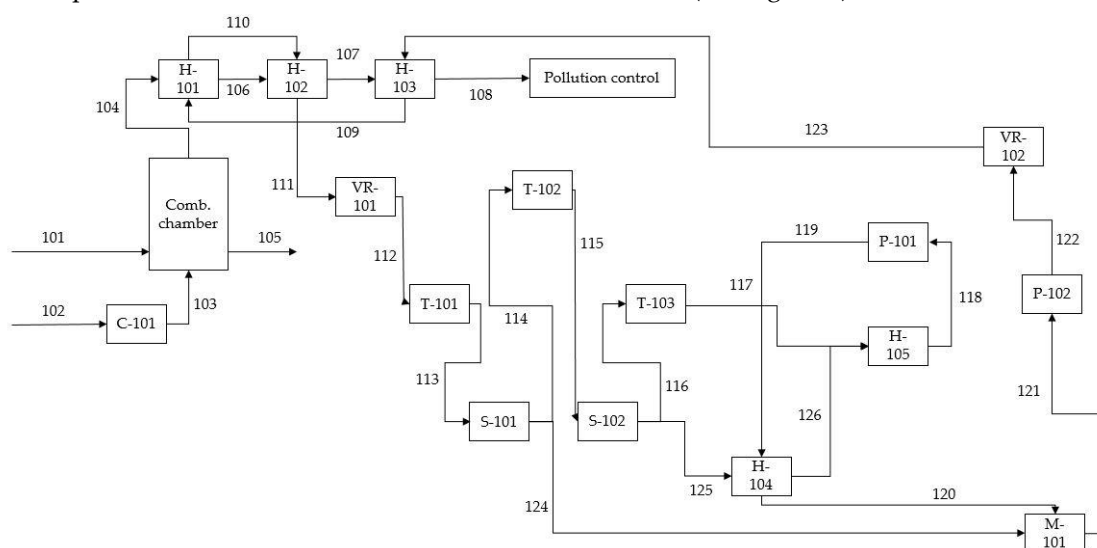 110
H-
101
106
H-
102
107
H-
103
108
Pollution control
104
109
123
VR-
102
Comb.
chamber
111
VR-
101
T-102
101
105
112
115
119
P-101
122
102
C-101
103
T-101
114
T-103
117
118
P-102
H-
105
113
116
126
121
S-101
S-102
H-
104
125
120
124
M-
101